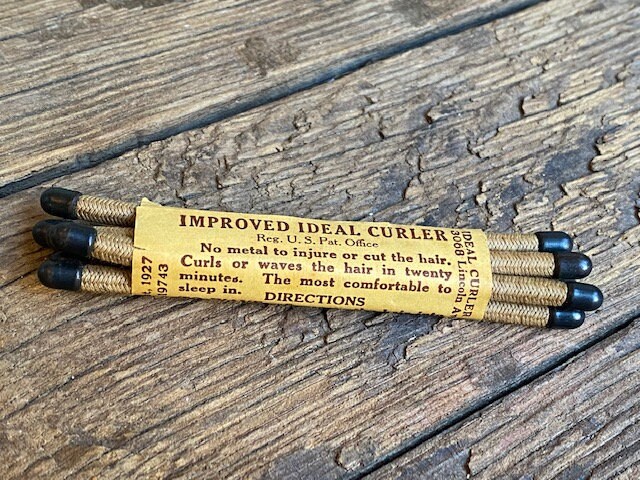 IMPROVED IDEAL CURLER
Reg. U. S. Pat. Office
No metal to injure or cut the hair.
Curls or waves the hair in twenty
minutes. The most comfortable to
sleep in. DIRECTIONS
1927
9743
IDEAL CURLER
3068 Lincoln A